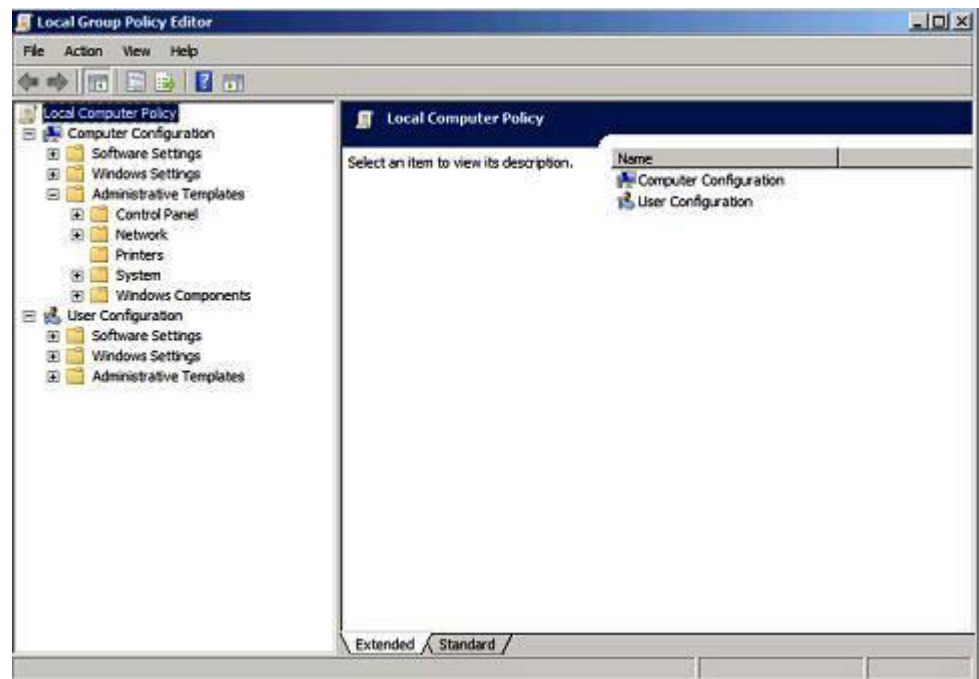 Local Group Policy Editor
File Action View Help
Local Computer Policy
Computer Configuration
Software Settings
Windows Settings
Administrative Templates
Control Panel
Network
Printers
System
Windows Components
User Configuration
Software Settings
Windows Settings
Administrative Templates
Local Computer Policy
Select an item to view its description.
Name
Computer Configuration
User Configuration
Extended Standard